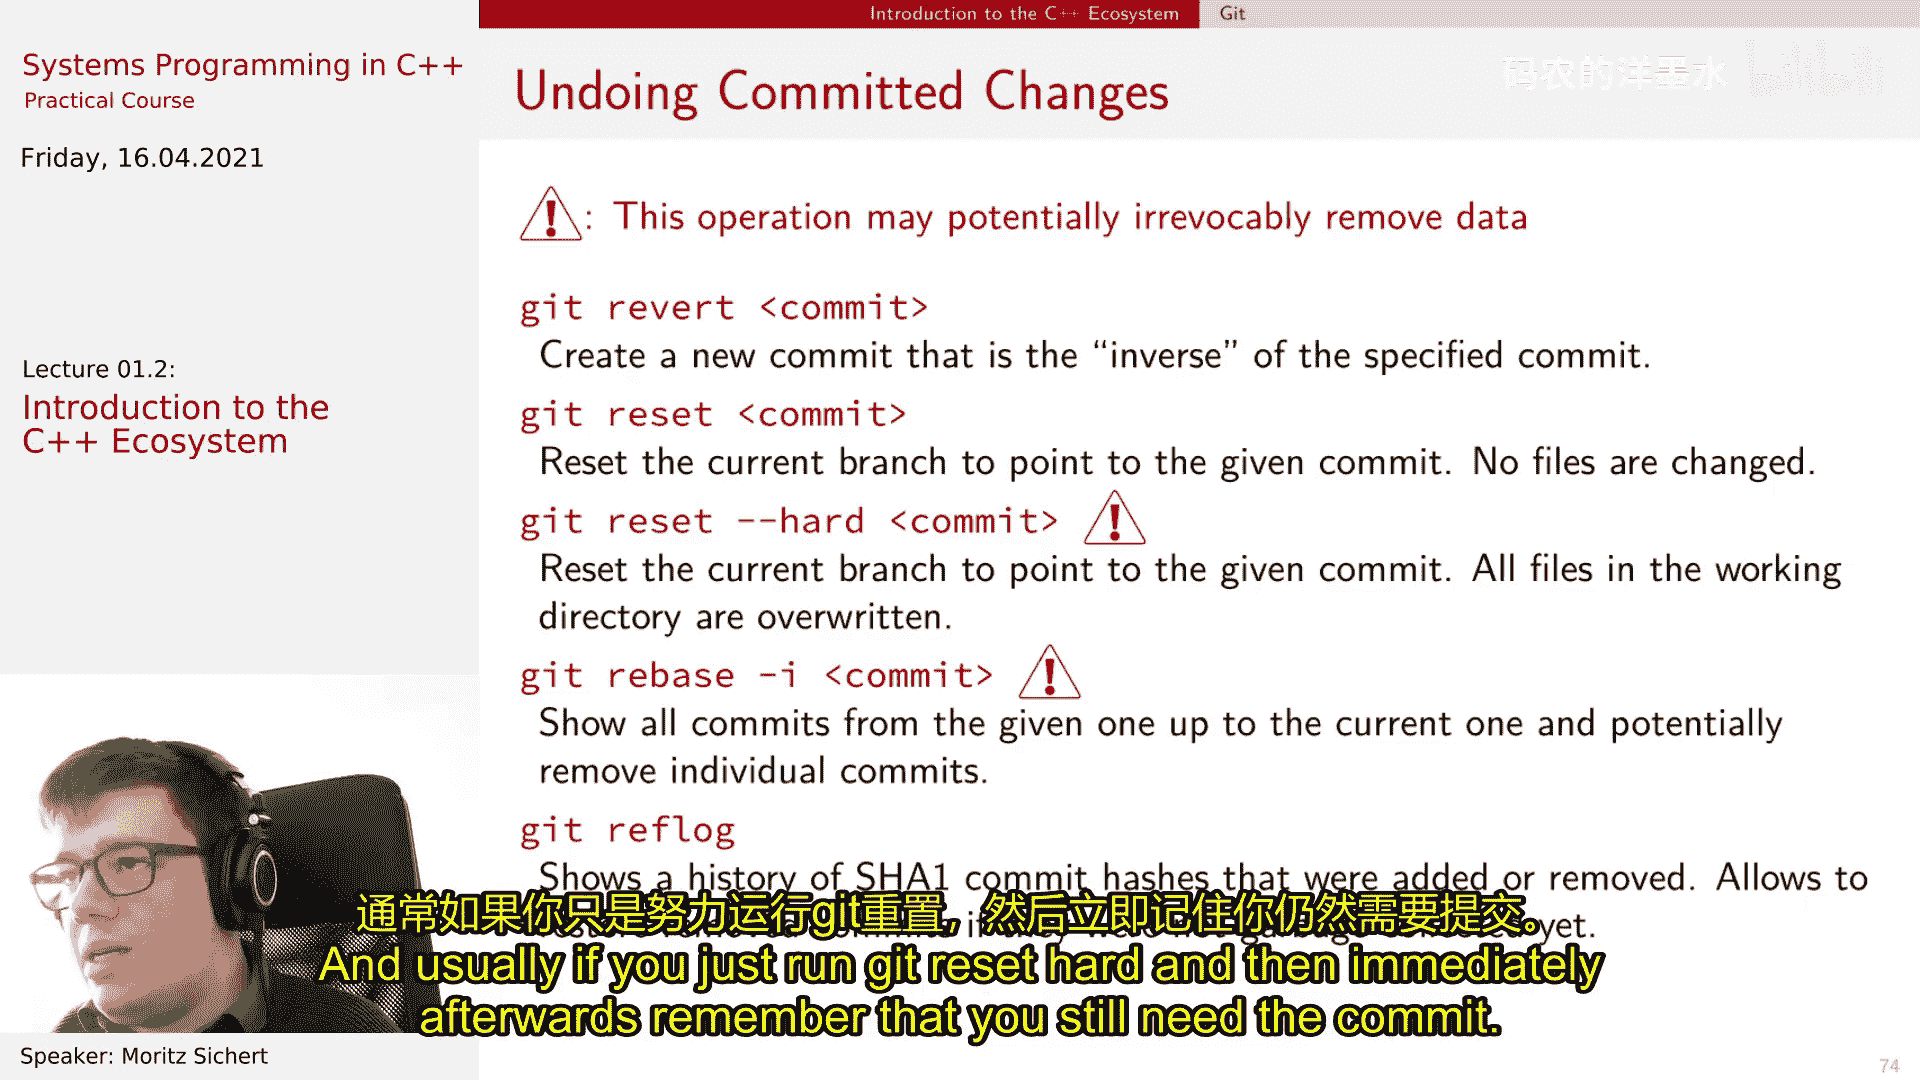 Introduction to the C++ Ecosystem Git
Systems Programming in C++
Practical Course
Friday, 16.04.2021
Lecture 01.2:
Introduction to the
C++ Ecosystem
Speaker: Moritz Sichert
码农的洋墨水
Undoing Committed Changes
: This operation may potentially irrevocably remove data
git revert <commit>
Create a new commit that is the “inverse” of the specified commit.
git reset <commit>
Reset the current branch to point to the given commit. No files are changed.
git reset --hard <commit>
Reset the current branch to point to the given commit. All files in the working
directory are overwritten.
git rebase -i <commit>
Show all commits from the given one up to the current one and potentially
remove individual commits.
git reflog
Shows a history of SHA1 commit hashes that were added or removed. Allows to
yet.
通常如果你只是努力运行git重置，然后立即记住你仍然需要提交。
And usually if you just run git reset hard and then immediately
afterwards remember that you still need the commit.
74